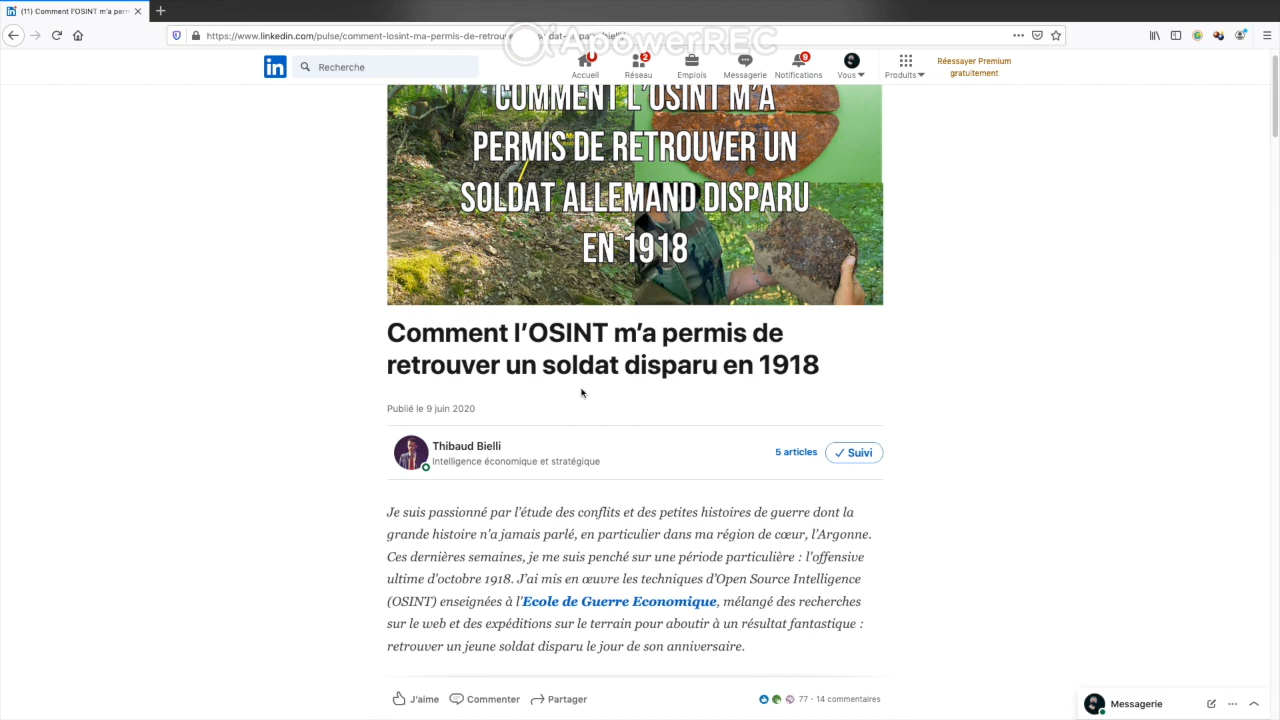 (11) Comment l'OSINT m'a perm
https://www.linkedin.com/pulse/comment-losint-ma-permis-de-retrouver
ApowerREC
in
Recherche
2
9
Accueil
Réseau
Emplois
Messagerie
Notifications
Vous
Produits
Réessayer Premium
gratuitement
COMMENT L'OSINT M'A
PERMIS DE RETROUVER UN
SOLDAT ALLEMAND DISPARU
EN 1918
Comment l’OSINT m’a permis de
retrouver un soldat disparu en 1918
Publié le 9 juin 2020
Thibaud Bielli
Intelligence économique et stratégique
5 articles
Suivi
Je suis passionné par l’étude des conflits et des petites histoires de guerre dont la
grande histoire n’a jamais parlé, en particulier dans ma région de cœur, l’Argonne.
Ces dernières semaines, je me suis penché sur une période particulière : l’offensive
ultime d’octobre 1918. J’ai mis en œuvre les techniques d’Open Source Intelligence
(OSINT) enseignées à l’Ecole de Guerre Economique, mélangé des recherches
sur le web et des expéditions sur le terrain pour aboutir à un résultat fantastique :
retrouver un jeune soldat disparu le jour de son anniversaire.
J’aime
Commenter
Partager
77 · 14 commentaires
Messagerie